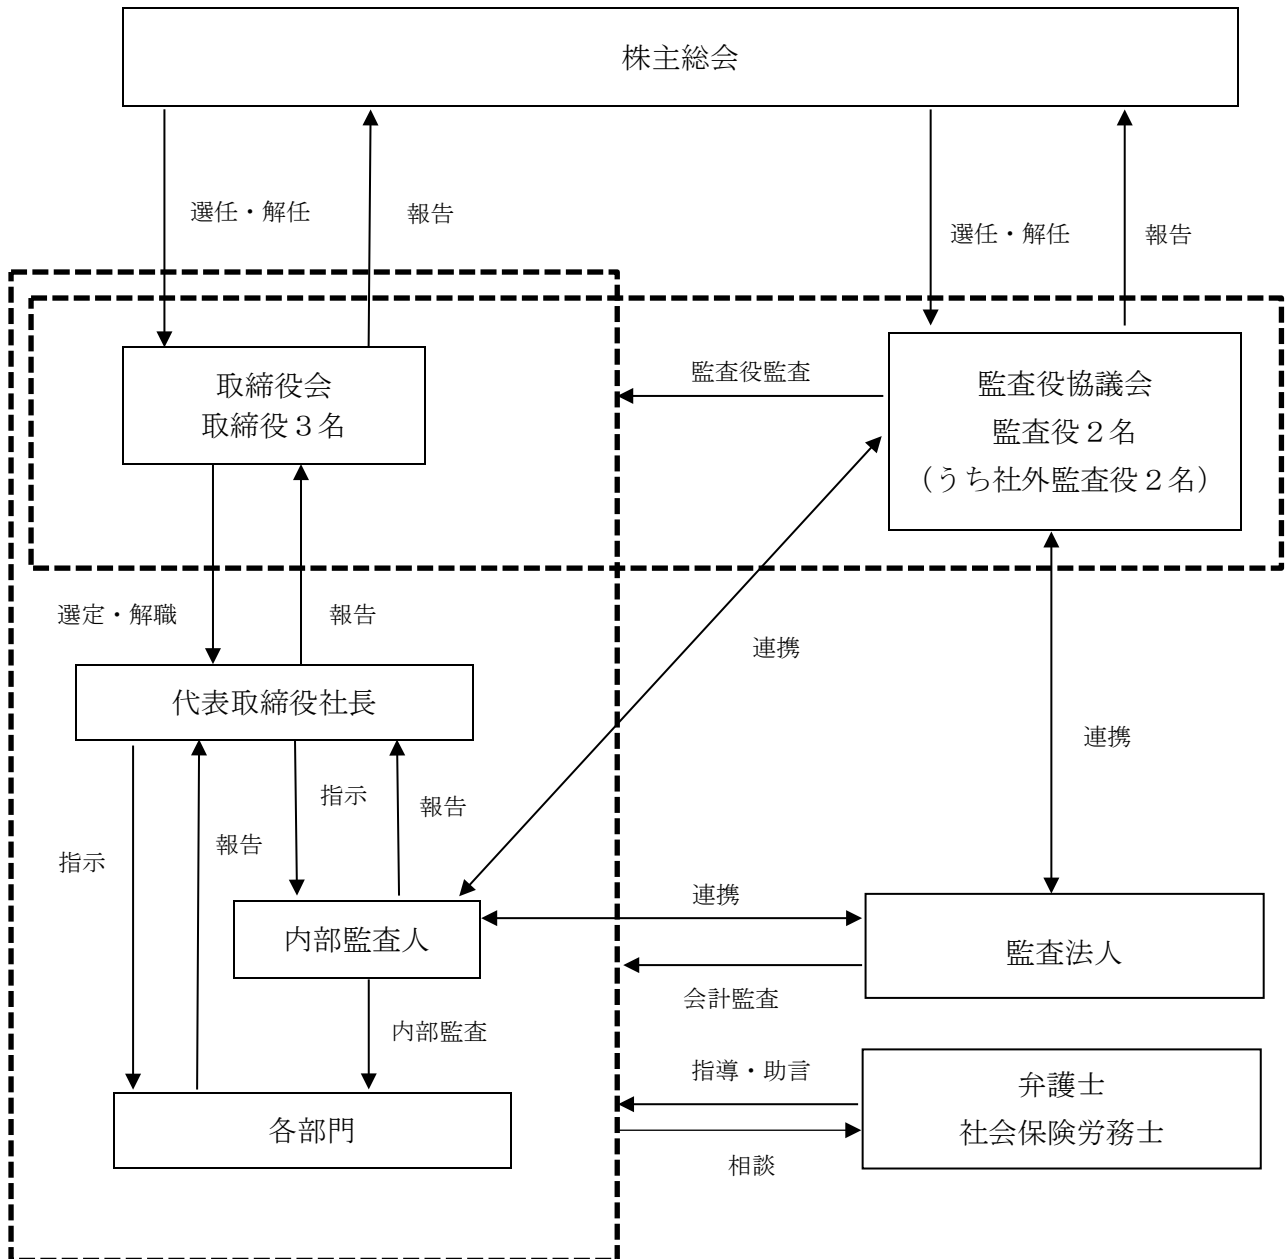 株主総会
選任・解任
報告
選任・解任
報告
取締役会
取締役３名
監査役監査
監査役協議会
監査役２名
（うち社外監査役２名）
選定・解職
報告
連携
代表取締役社長
連携
指示
報告
報告
指示
内部監査人
連携
監査法人
会計監査
内部監査
指導・助言
弁護士
社会保険労務士
各部門
相談